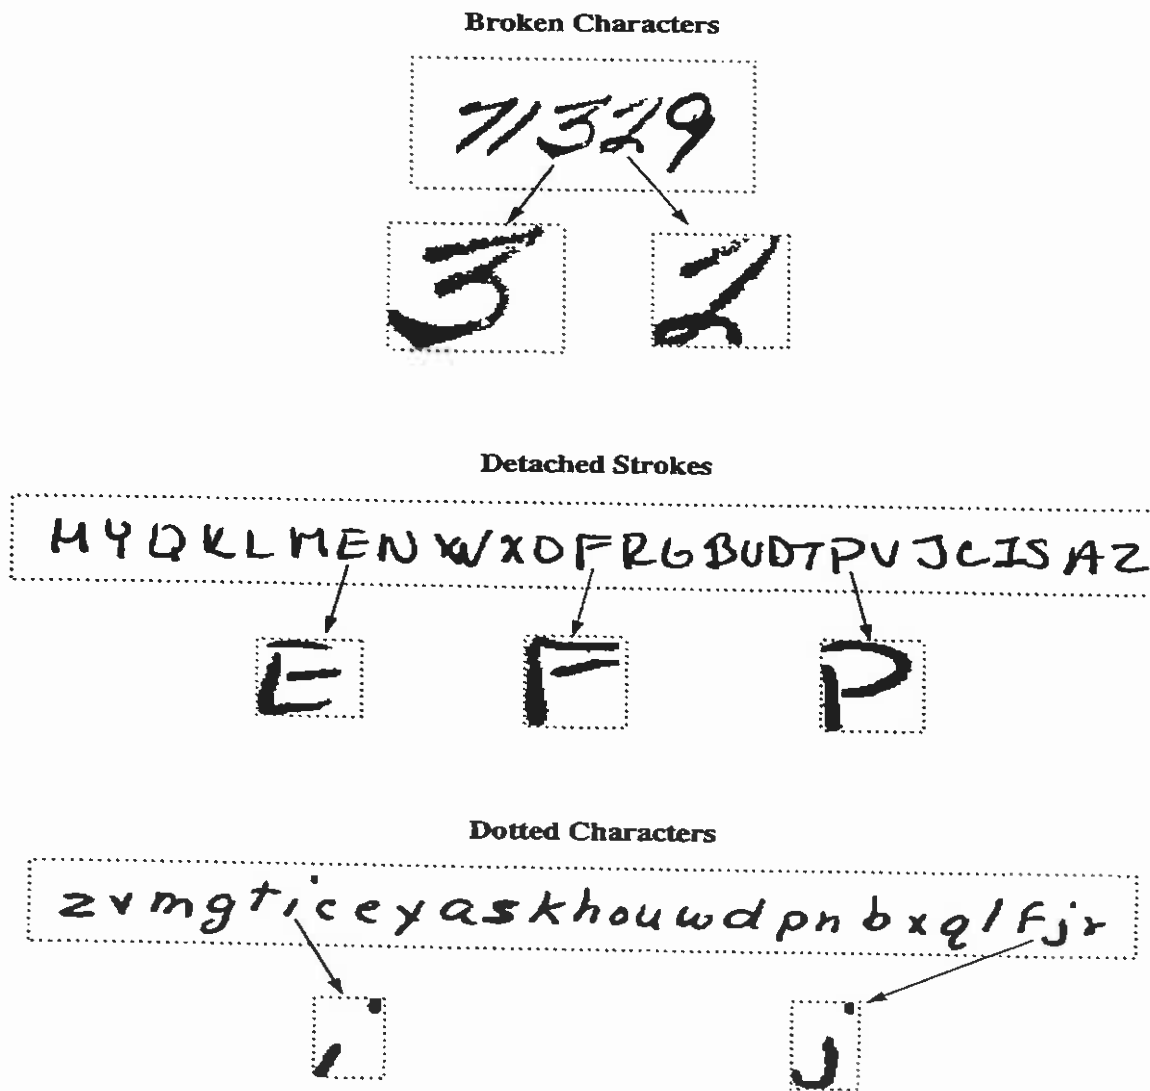 Broken Characters
71329
3 2
Detached Strokes
MYQKLMENWXOFRGBUDTPVJCISAZ
E F P
Dotted Characters
zvmgticeyaskhouwdpnbxqlfjr
i j